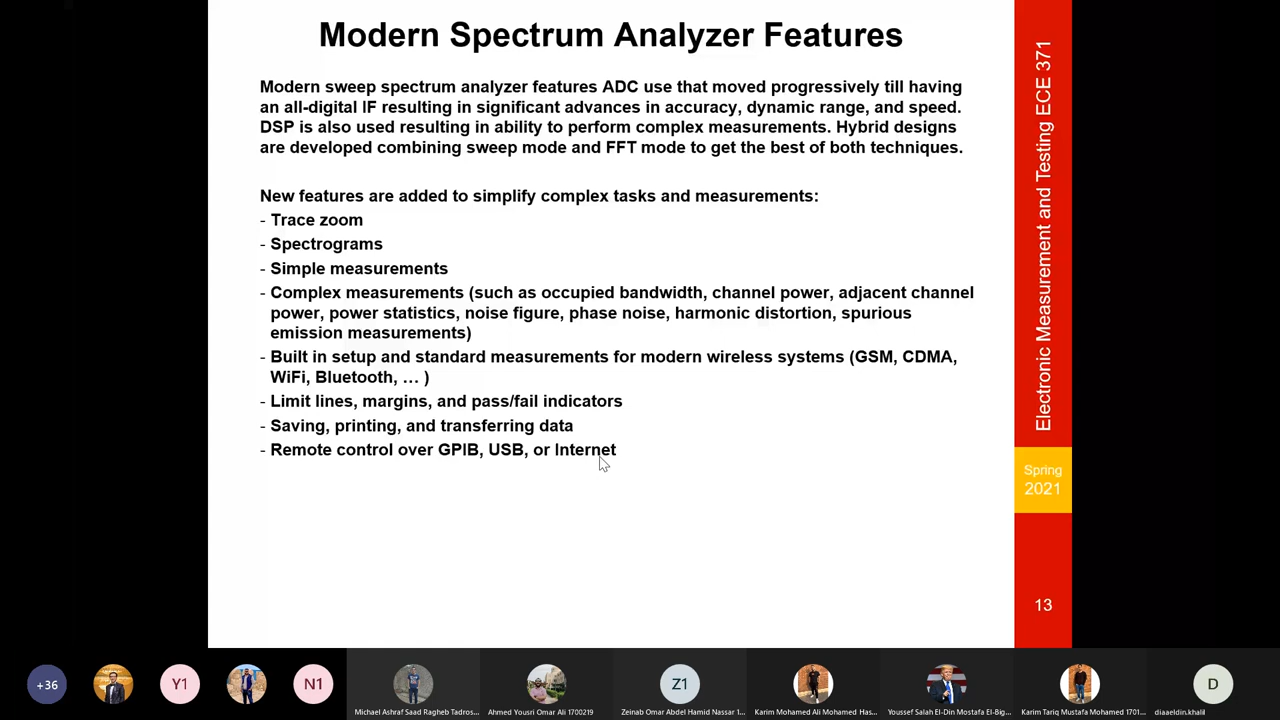 Modern Spectrum Analyzer Features
Modern sweep spectrum analyzer features ADC use that moved progressively till having
an all-digital IF resulting in significant advances in accuracy, dynamic range, and speed.
DSP is also used resulting in ability to perform complex measurements. Hybrid designs
are developed combining sweep mode and FFT mode to get the best of both techniques.
New features are added to simplify complex tasks and measurements:
- Trace zoom
- Spectrograms
- Simple measurements
- Complex measurements (such as occupied bandwidth, channel power, adjacent channel
power, power statistics, noise figure, phase noise, harmonic distortion, spurious
emission measurements)
- Built in setup and standard measurements for modern wireless systems (GSM, CDMA,
WiFi, Bluetooth, … )
- Limit lines, margins, and pass/fail indicators
- Saving, printing, and transferring data
- Remote control over GPIB, USB, or Internet
Electronic Measurement and Testing ECE 371
Spring
2021
13
+36
Y1
N1
Z1
D
Michael Ashraf Saad Ragheb Tadros...
Ahmed Yousri Omar Ali 1700219
Zeinab Omar Abdel Hamid Nassar 1...
Karim Mohamed Ali Mohamed Has...
Youssef Salah El-Din Mostafa El-Big...
Karim Tariq Mustafa Mohamed 1701...
diaaeldin.khalil